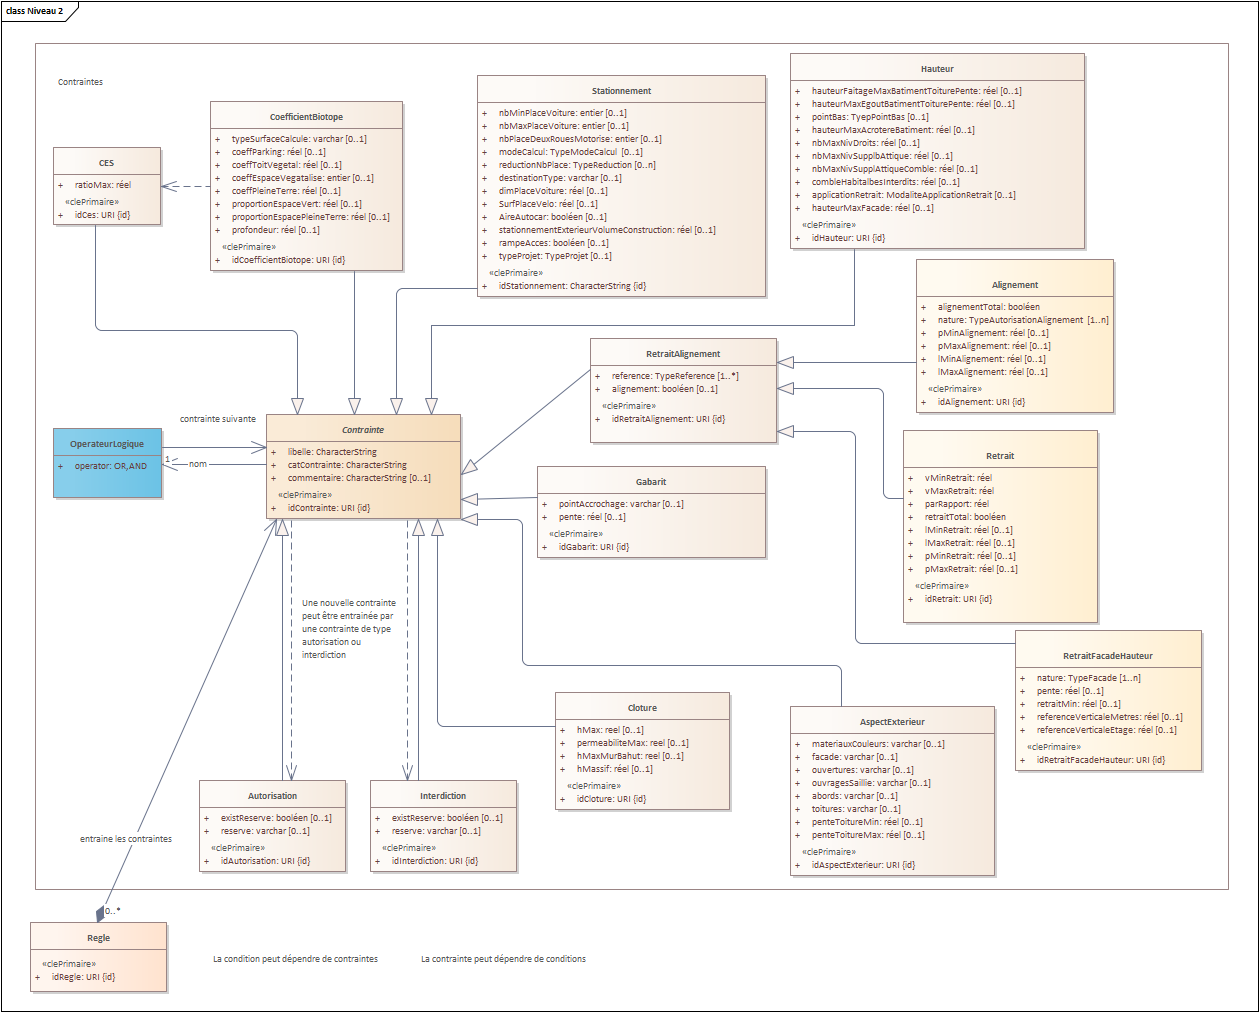 class Niveau 2
Contraintes
CES
+ ratioMax: réel
«clePrimaire»
+ idCes: URI {id}
CoefficientBiotope
+ typeSurfaceCalcule: varchar [0..1]
+ coeffParking: réel [0..1]
+ coeffToitVegetal: réel [0..1]
+ coeffEspaceVegatalise: entier [0..1]
+ coeffPleineTerre: réel [0..1]
+ proportionEspaceVert: réel [0..1]
+ proportionEspacePleineTerre: réel [0..1]
+ profondeur: réel [0..1]
«clePrimaire»
+ idCoefficientBiotope: URI {id}
Stationnement
+ nbMinPlaceVoiture: entier [0..1]
+ nbMaxPlaceVoiture: entier [0..1]
+ nbPlaceDeuxRouesMotorise: entier [0..1]
+ modeCalcul: TypeModeCalcul [0..1]
+ reductionNbPlace: TypeReduction [0..n]
+ destinationType: varchar [0..1]
+ dimPlaceVoiture: réel [0..1]
+ SurfPlaceVelo: réel [0..1]
+ AireAutocar: booléen [0..1]
+ stationnementExterieurVolumeConstruction: réel [0..1]
+ rampeAcces: booléen [0..1]
+ typeProjet: TypeProjet [0..1]
«clePrimaire»
+ idStationnement: CharacterString {id}
Hauteur
+ hauteurFaitageMaxBatimentToiturePente: réel [0..1]
+ hauteurMaxEgoutBatimentToiturePente: réel [0..1]
+ pointBas: TyepPointBas [0..1]
+ hauteurMaxAcrotereBatiment: réel [0..1]
+ nbMaxNivDroits: réel [0..1]
+ nbMaxNivSupplbAttique: réel [0..1]
+ nbMaxNivSupplAttiqueComble: réel [0..1]
+ combleHabitalbesInterdits: réel [0..1]
+ applicationRetrait: ModaliteApplicationRetrait [0..1]
+ hauteurMaxFacade: réel [0..1]
«clePrimaire»
+ idHauteur: URI {id}
Alignement
+ alignementTotal: booléen
+ nature: TypeAutorisationAlignement [1..n]
+ pMinAlignement: réel [0..1]
+ pMaxAlignement: réel [0..1]
+ lMinAlignement: réel [0..1]
+ lMaxAlignement: réel [0..1]
«clePrimaire»
+ idAlignement: URI {id}
RetraitAlignement
+ reference: TypeReference [1..*]
+ alignement: booléen [0..1]
«clePrimaire»
+ idRetraitAlignement: URI {id}
contrainte suivante
OperateurLogique
+ operator: OR,AND
1
nom
Contrainte
+ libelle: CharacterString
+ catContrainte: CharacterString
+ commentaire: CharacterString [0..1]
«clePrimaire»
+ idContrainte: URI {id}
Gabarit
+ pointAccrochage: varchar [0..1]
+ pente: réel [0..1]
«clePrimaire»
+ idGabarit: URI {id}
Retrait
+ vMinRetrait: réel
+ vMaxRetrait: réel
+ parRapport: réel
+ retraitTotal: booléen
+ lMinRetrait: réel [0..1]
+ lMaxRetrait: réel [0..1]
+ pMinRetrait: réel [0..1]
+ pMaxRetrait: réel [0..1]
«clePrimaire»
+ idRetrait: URI {id}
Une nouvelle contrainte
peut être entrainée par
une contrainte de type
autorisation ou
interdiction
RetraitFacadeHauteur
+ nature: TypeFacade [1..n]
+ pente: réel [0..1]
+ retraitMin: réel [0..1]
+ referenceVerticaleMetres: réel [0..1]
+ referenceVerticaleEtage: réel [0..1]
«clePrimaire»
+ idRetraitFacadeHauteur: URI {id}
Cloture
+ hMax: reel [0..1]
+ permeabiliteMax: reel [0..1]
+ hMaxMurBahut: reel [0..1]
+ hMassif: réel [0..1]
«clePrimaire»
+ idCloture: URI {id}
AspectExterieur
+ materiauxCouleurs: varchar [0..1]
+ facade: varchar [0..1]
+ ouvertures: varchar [0..1]
+ ouvragesSaillie: varchar [0..1]
+ abords: varchar [0..1]
+ toitures: varchar [0..1]
+ penteToitureMin: réel [0..1]
+ penteToitureMax: réel [0..1]
«clePrimaire»
+ idAspectExterieur: URI {id}
Autorisation
+ existReserve: booléen [0..1]
+ reserve: varchar [0..1]
«clePrimaire»
+ idAutorisation: URI {id}
Interdiction
+ existReserve: booléen [0..1]
+ reserve: varchar [0..1]
«clePrimaire»
+ idInterdiction: URI {id}
entraine les contraintes
0..*
Regle
«clePrimaire»
+ idRegle: URI {id}
La condition peut dépendre de contraintes
La contrainte peut dépendre de conditions